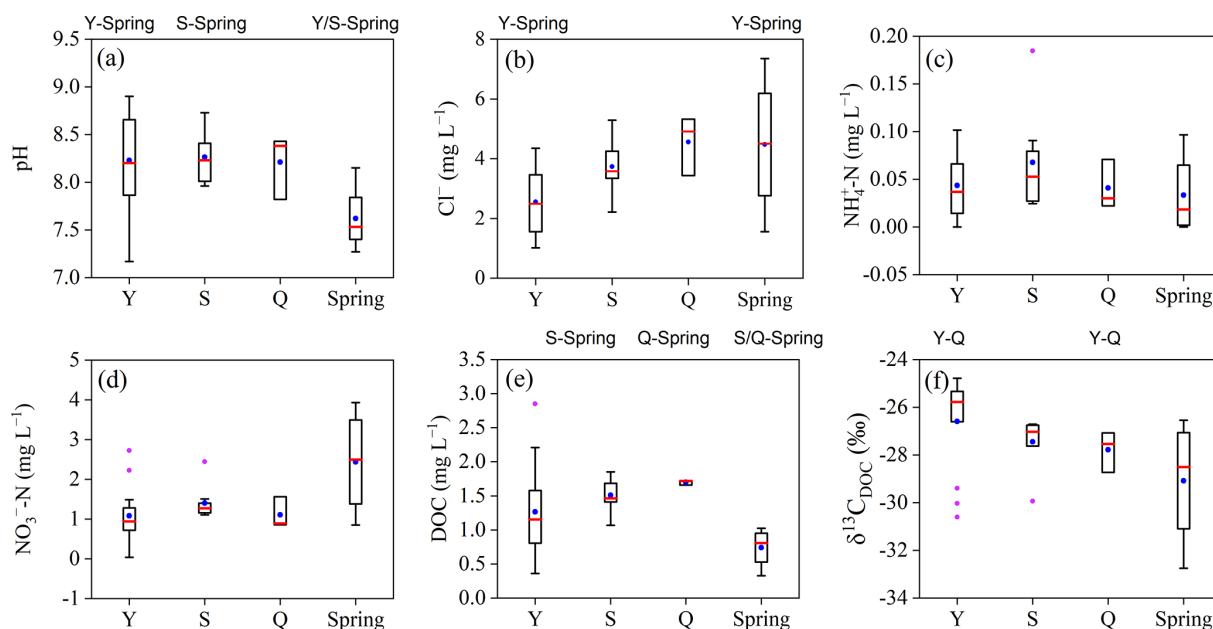 Y-Spring S-Spring Y/S-Spring
(a)
pH
9.5
9.0
8.5
8.0
7.5
7.0
Y S Q Spring
Y-Spring Y-Spring
(b)
Cl⁻ (mg L⁻¹)
8
6
4
2
0
Y S Q Spring
(c)
NH₄⁺-N (mg L⁻¹)
0.20
0.15
0.10
0.05
0.00
-0.05
Y S Q Spring
(d)
NO₃⁻-N (mg L⁻¹)
5
4
3
2
1
0
-1
Y S Q Spring
S-Spring Q-Spring S/Q-Spring
(e)
DOC (mg L⁻¹)
3.5
3.0
2.5
2.0
1.5
1.0
0.5
0.0
Y S Q Spring
Y-Q Y-Q
(f)
δ¹³C_DOC (‰)
-24
-26
-28
-30
-32
-34
Y S Q Spring